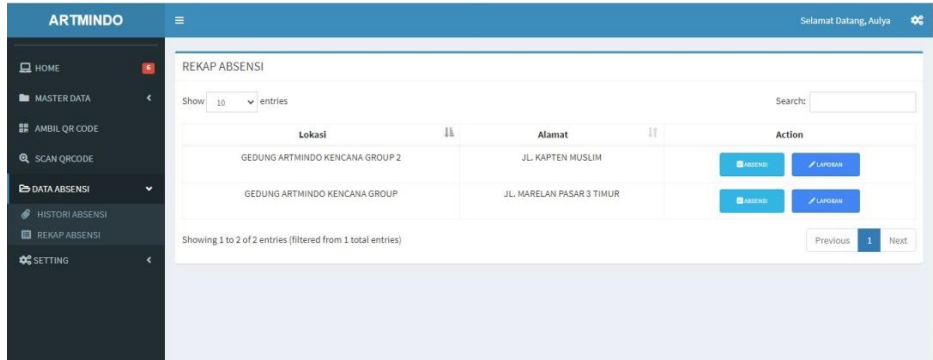 ARTMINDO
Selamat Datang, Aulya
HOME 6
MASTER DATA
AMBIL QR CODE
SCAN QRCODE
DATA ABSENSI
HISTORI ABSENSI
REKAP ABSENSI
SETTING
REKAP ABSENSI
Show 10 entries Search:
Lokasi Alamat Action
GEDUNG ARTMINDO KENCANA GROUP 2 JL. KAPTEN MUSLIM ABSENSI LAPORAN
GEDUNG ARTMINDO KENCANA GROUP JL. MARELAN PASAR 3 TIMUR ABSENSI LAPORAN
Showing 1 to 2 of 2 entries (filtered from 1 total entries) Previous 1 Next